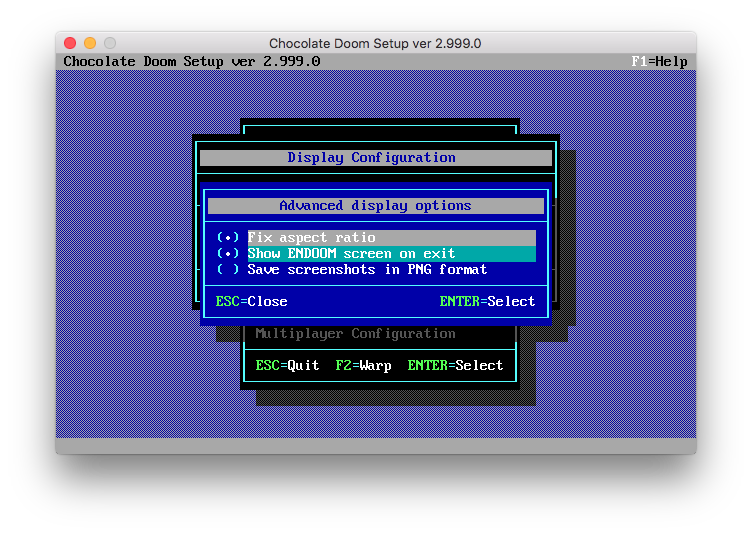 Chocolate Doom Setup ver 2.999.0
Chocolate Doom Setup ver 2.999.0 F1=Help
Display Configuration
Advanced display options
(•) Fix aspect ratio
(•) Show ENDOOM screen on exit
( ) Save screenshots in PNG format
ESC=Close ENTER=Select
Multiplayer Configuration
ESC=Quit F2=Warp ENTER=Select